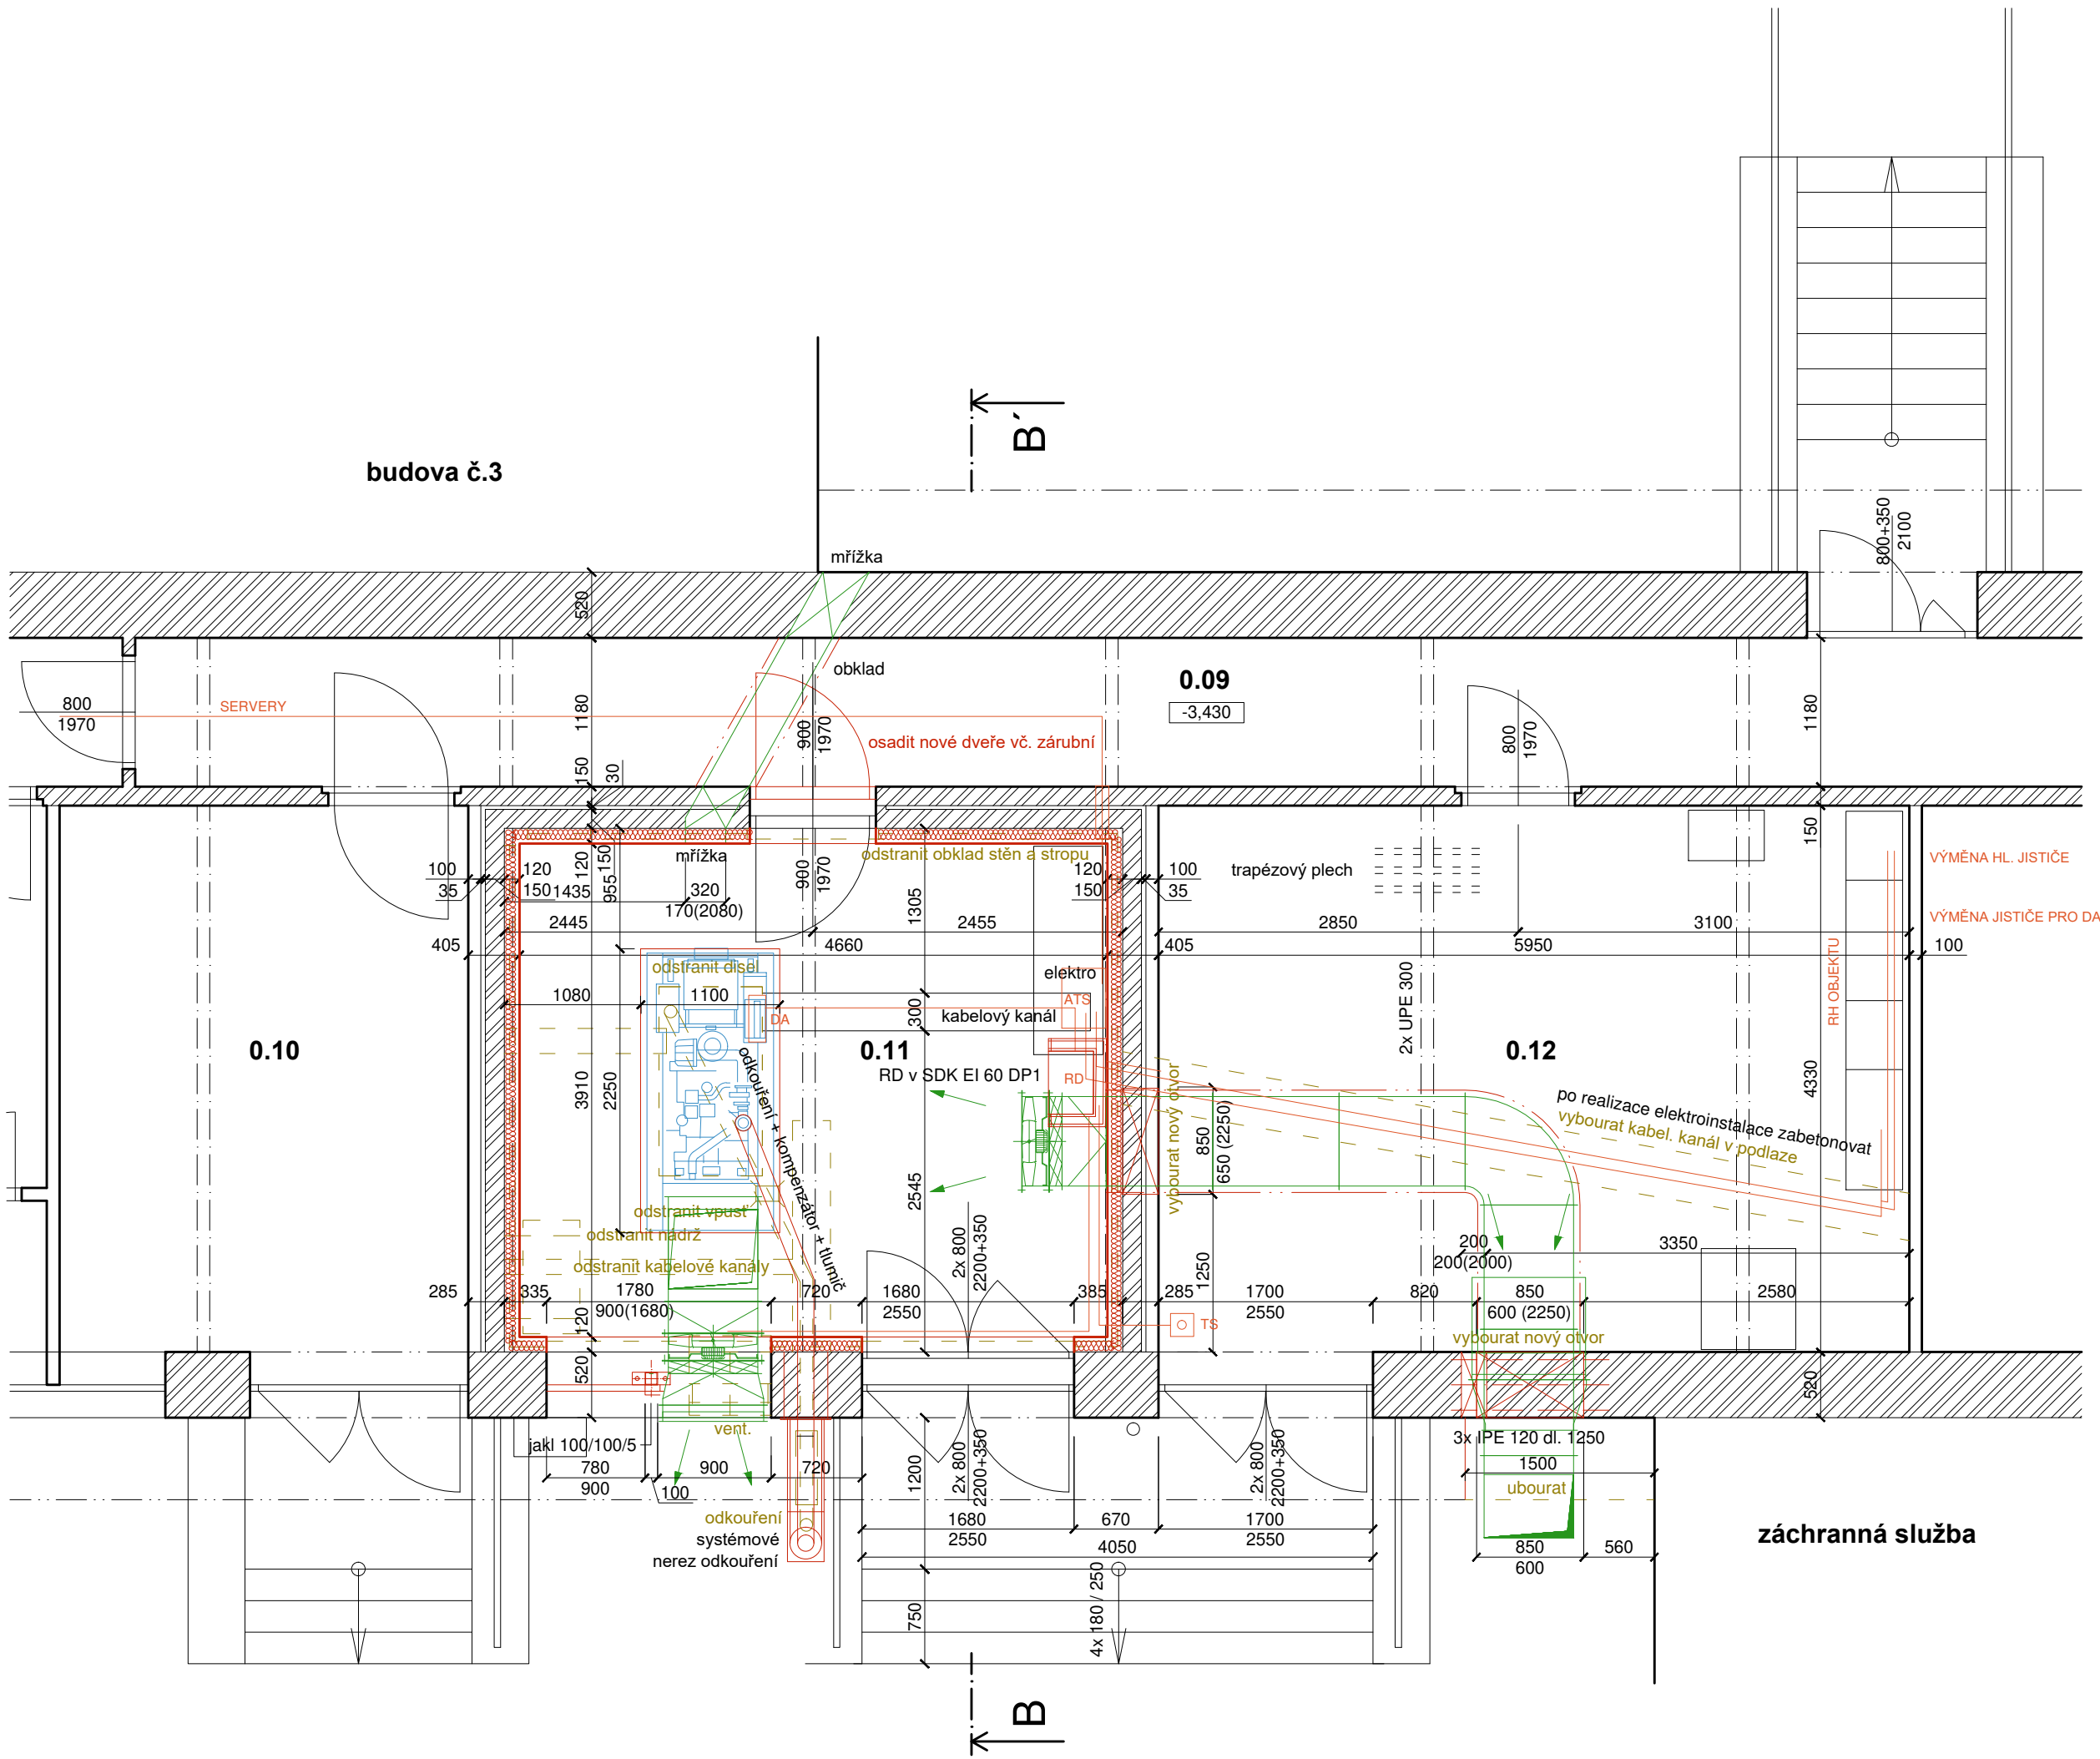 B´
budova č.3
800+350
2100
mřížka
520
obklad
0.09
-3,430
800
1970
SERVERY
1180
900
1970
osadit nové dveře vč. zárubní
800
1970
1180
150
30
mřížka
odstranit obklad stěn a stropu
trapézový plech
VÝMĚNA HL. JISTIČE
VÝMĚNA JISTIČE PRO DA
100
35
120
150
1435
120
150
955
320
170(2080)
900
1970
1305
120
150
100
35
150
2445
2455
2850
3100
405
4660
405
5950
100
odstranit disel
elektro
1080
1100
DA
300
kabelový kanál
ATS
2x UPE 300
RH OBJEKTU
0.10
0.11
0.12
RD v SDK EI 60 DP1
RD
3910
2250
odkouření + kompenzátor + tlumič
vybourat nový otvor
850
650 (2250)
4330
po realizace elektroinstalace zabetonovat
vybourat kabel. kanál v podlaze
2545
odstranit vpusť
odstranit nádrž
odstranit kabelové kanály
2x 800
2200+350
1250
200
200(2000)
3350
285
335
1780
900(1680)
720
1680
2550
385
285
1700
2550
820
850
600 (2250)
2580
120
TS
vybourat nový otvor
520
520
vent.
jakl 100/100/5
3x IPE 120 dl. 1250
780
900
100
900
720
1200
2x 800
2200+350
2x 800
2200+350
1500
ubourat
odkouření
systémové
nerez odkouření
1680
2550
670
1700
2550
4050
850
600
560
záchranná služba
750
4x 180 / 250
B